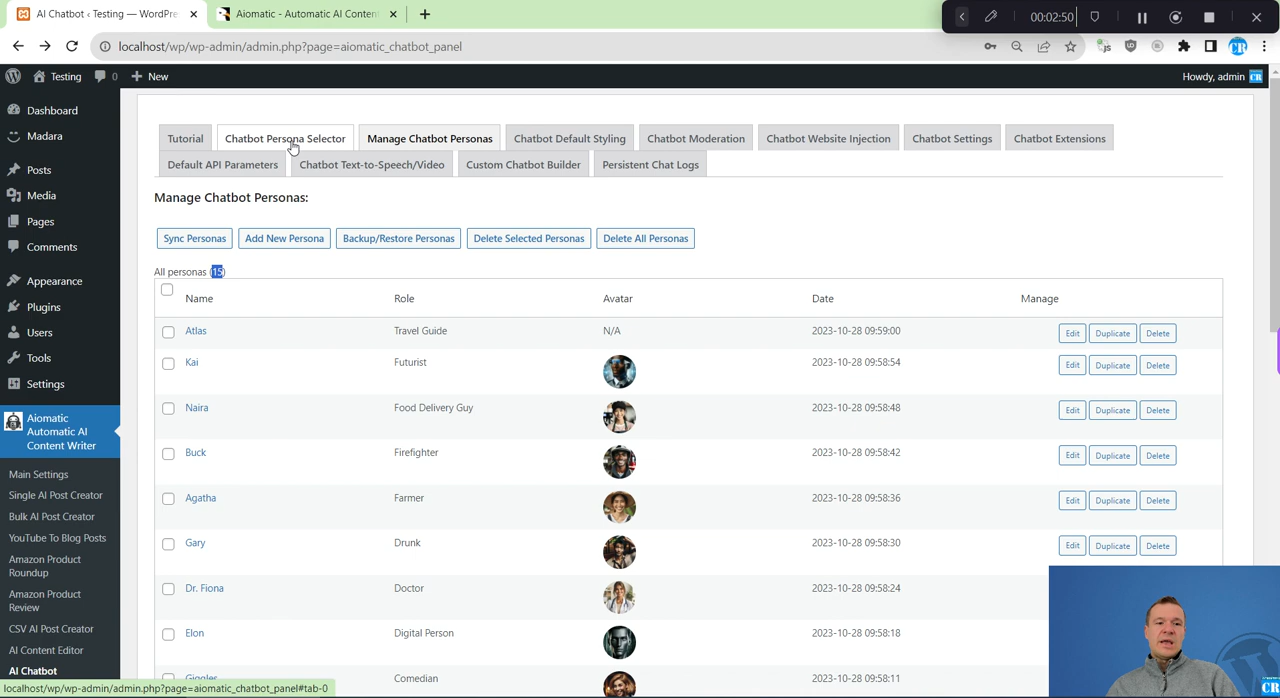 AI Chatbot ‹ Testing — WordPre
Aiomatic - Automatic AI Conten
00:02:50
localhost/wp/wp-admin/admin.php?page=aiomatic_chatbot_panel
Testing
0
New
Howdy, admin
CR
Dashboard
Madara
Posts
Media
Pages
Comments
Appearance
Plugins
Users
Tools
Settings
Aiomatic
Automatic AI
Content Writer
Main Settings
Single AI Post Creator
Bulk AI Post Creator
YouTube To Blog Posts
Amazon Product
Roundup
Amazon Product
Review
CSV AI Post Creator
AI Content Editor
AI Chatbot
Tutorial
Chatbot Persona Selector
Manage Chatbot Personas
Chatbot Default Styling
Chatbot Moderation
Chatbot Website Injection
Chatbot Settings
Chatbot Extensions
Default API Parameters
Chatbot Text-to-Speech/Video
Custom Chatbot Builder
Persistent Chat Logs
Manage Chatbot Personas:
Sync Personas
Add New Persona
Backup/Restore Personas
Delete Selected Personas
Delete All Personas
All personas (15)
Name Role Avatar Date Manage
Atlas Travel Guide N/A 2023-10-28 09:59:00 Edit Duplicate Delete
Kai Futurist 2023-10-28 09:58:54 Edit Duplicate Delete
Naira Food Delivery Guy 2023-10-28 09:58:48 Edit Duplicate Delete
Buck Firefighter 2023-10-28 09:58:42 Edit Duplicate Delete
Agatha Farmer 2023-10-28 09:58:36 Edit Duplicate Delete
Gary Drunk 2023-10-28 09:58:30 Edit Duplicate Delete
Dr. Fiona Doctor 2023-10-28 09:58:24
Elon Digital Person 2023-10-28 09:58:18
Giggles Comedian 2023-10-28 09:58:11
localhost/wp/wp-admin/admin.php?page=aiomatic_chatbot_panel#tab-0
CR